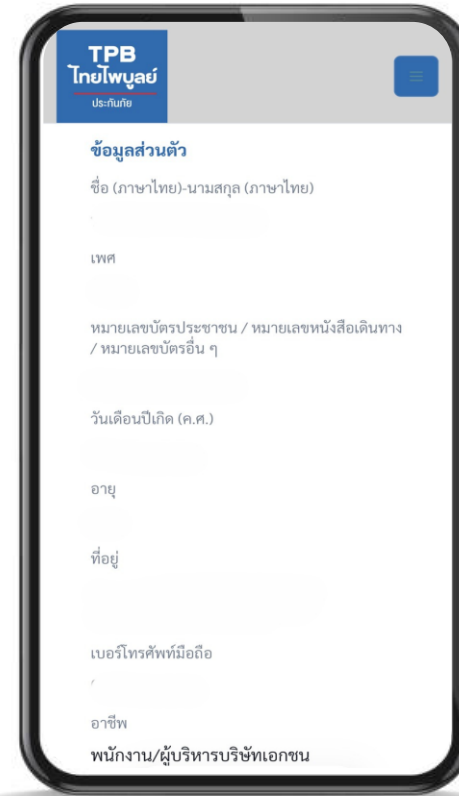 TPB
ไทยไพบูลย์
ประกันภัย
ข้อมูลส่วนตัว
ชื่อ (ภาษาไทย)-นามสกุล (ภาษาไทย)
เพศ
หมายเลขบัตรประชาชน / หมายเลขหนังสือเดินทาง
/ หมายเลขบัตรอื่น ๆ
วันเดือนปีเกิด (ค.ศ.)
อายุ
ที่อยู่
เบอร์โทรศัพท์มือถือ
อาชีพ
พนักงาน/ผู้บริหารบริษัทเอกชน